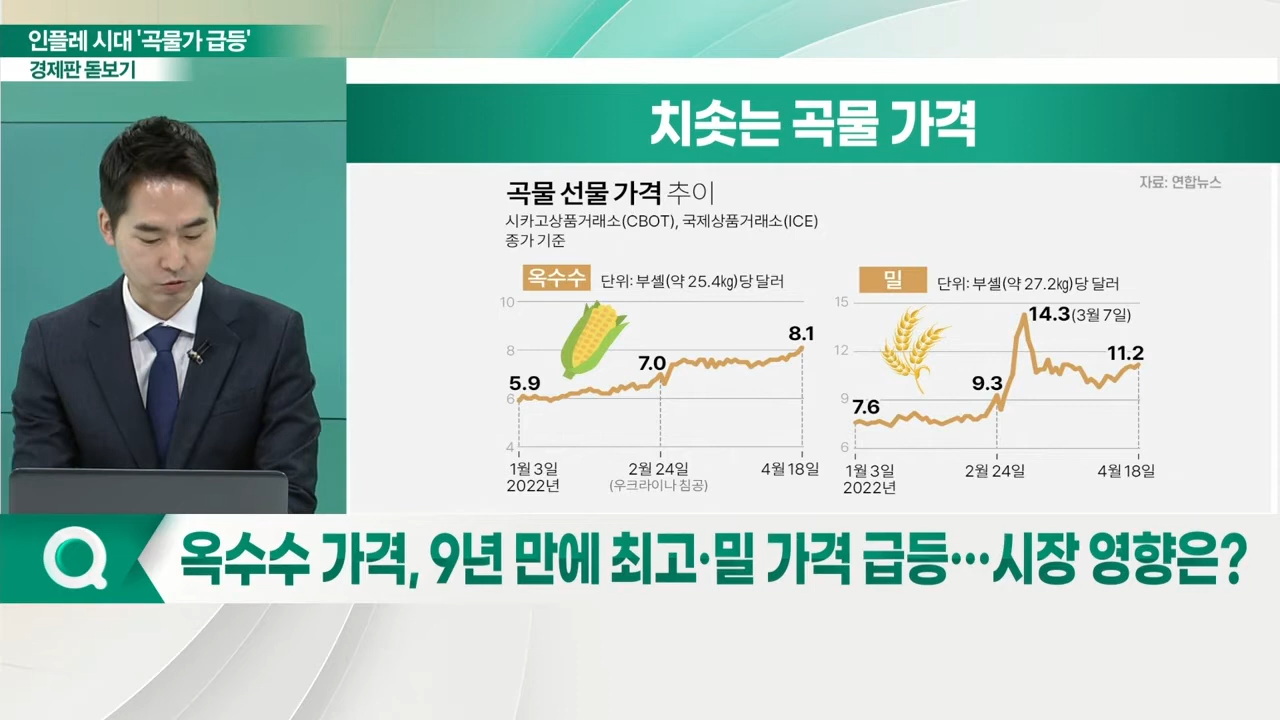 인플레 시대 '곡물가 급등'
경제판 돋보기
치솟는 곡물 가격
자료: 연합뉴스
곡물 선물 가격 추이
시카고상품거래소(CBOT), 국제상품거래소(ICE)
종가 기준
옥수수 단위: 부셸(약 25.4㎏)당 달러
10
8
6
4
5.9
7.0
8.1
1월 3일
2022년
2월 24일
(우크라이나 침공)
4월 18일
밀 단위: 부셸(약 27.2㎏)당 달러
15
12
9
6
7.6
9.3
14.3(3월 7일)
11.2
1월 3일
2022년
2월 24일
4월 18일
옥수수 가격, 9년 만에 최고·밀 가격 급등…시장 영향은?